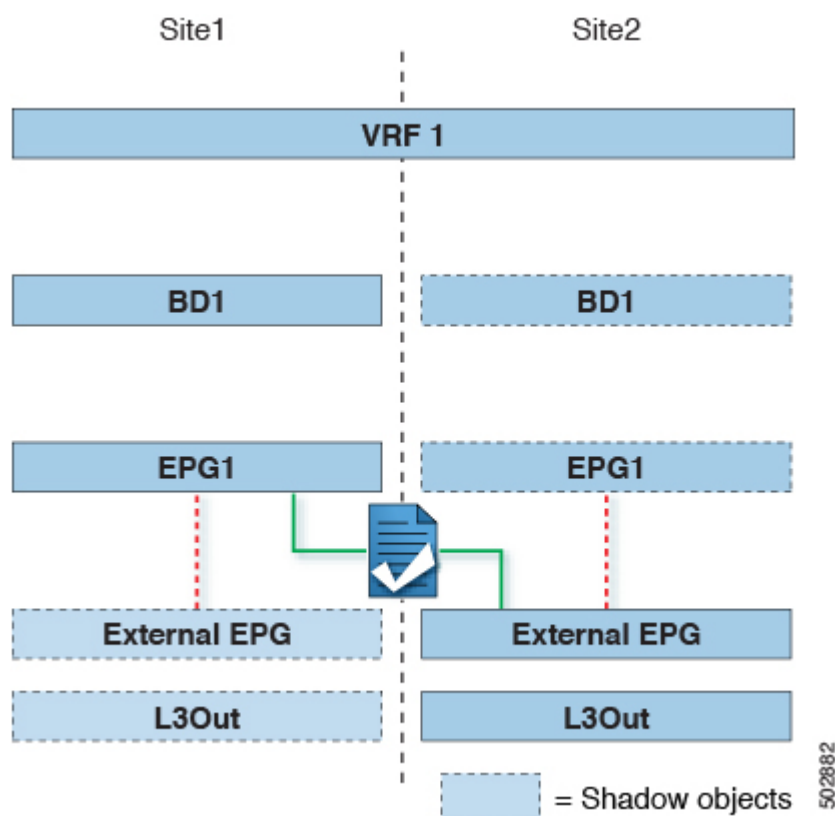 Site1 Site2
VRF 1
BD1 BD1
EPG1 EPG1
External EPG External EPG
L3Out L3Out
= Shadow objects
502882